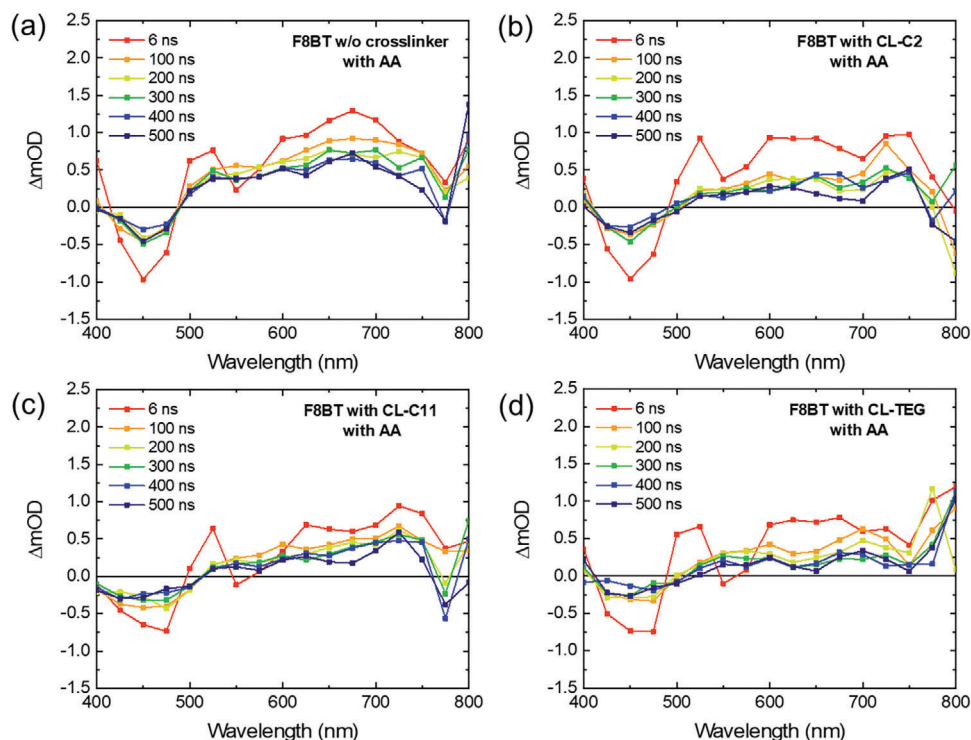 (a)
F8BT w/o crosslinker
with AA
6 ns
100 ns
200 ns
300 ns
400 ns
500 ns
ΔmOD
2.5
2.0
1.5
1.0
0.5
0.0
-0.5
-1.0
-1.5
400 500 600 700 800
Wavelength (nm)
(b)
F8BT with CL-C2
with AA
6 ns
100 ns
200 ns
300 ns
400 ns
500 ns
ΔmOD
2.5
2.0
1.5
1.0
0.5
0.0
-0.5
-1.0
-1.5
400 500 600 700 800
Wavelength (nm)
(c)
F8BT with CL-C11
with AA
6 ns
100 ns
200 ns
300 ns
400 ns
500 ns
ΔmOD
2.5
2.0
1.5
1.0
0.5
0.0
-0.5
-1.0
-1.5
400 500 600 700 800
Wavelength (nm)
(d)
F8BT with CL-TEG
with AA
6 ns
100 ns
200 ns
300 ns
400 ns
500 ns
ΔmOD
2.5
2.0
1.5
1.0
0.5
0.0
-0.5
-1.0
-1.5
400 500 600 700 800
Wavelength (nm)